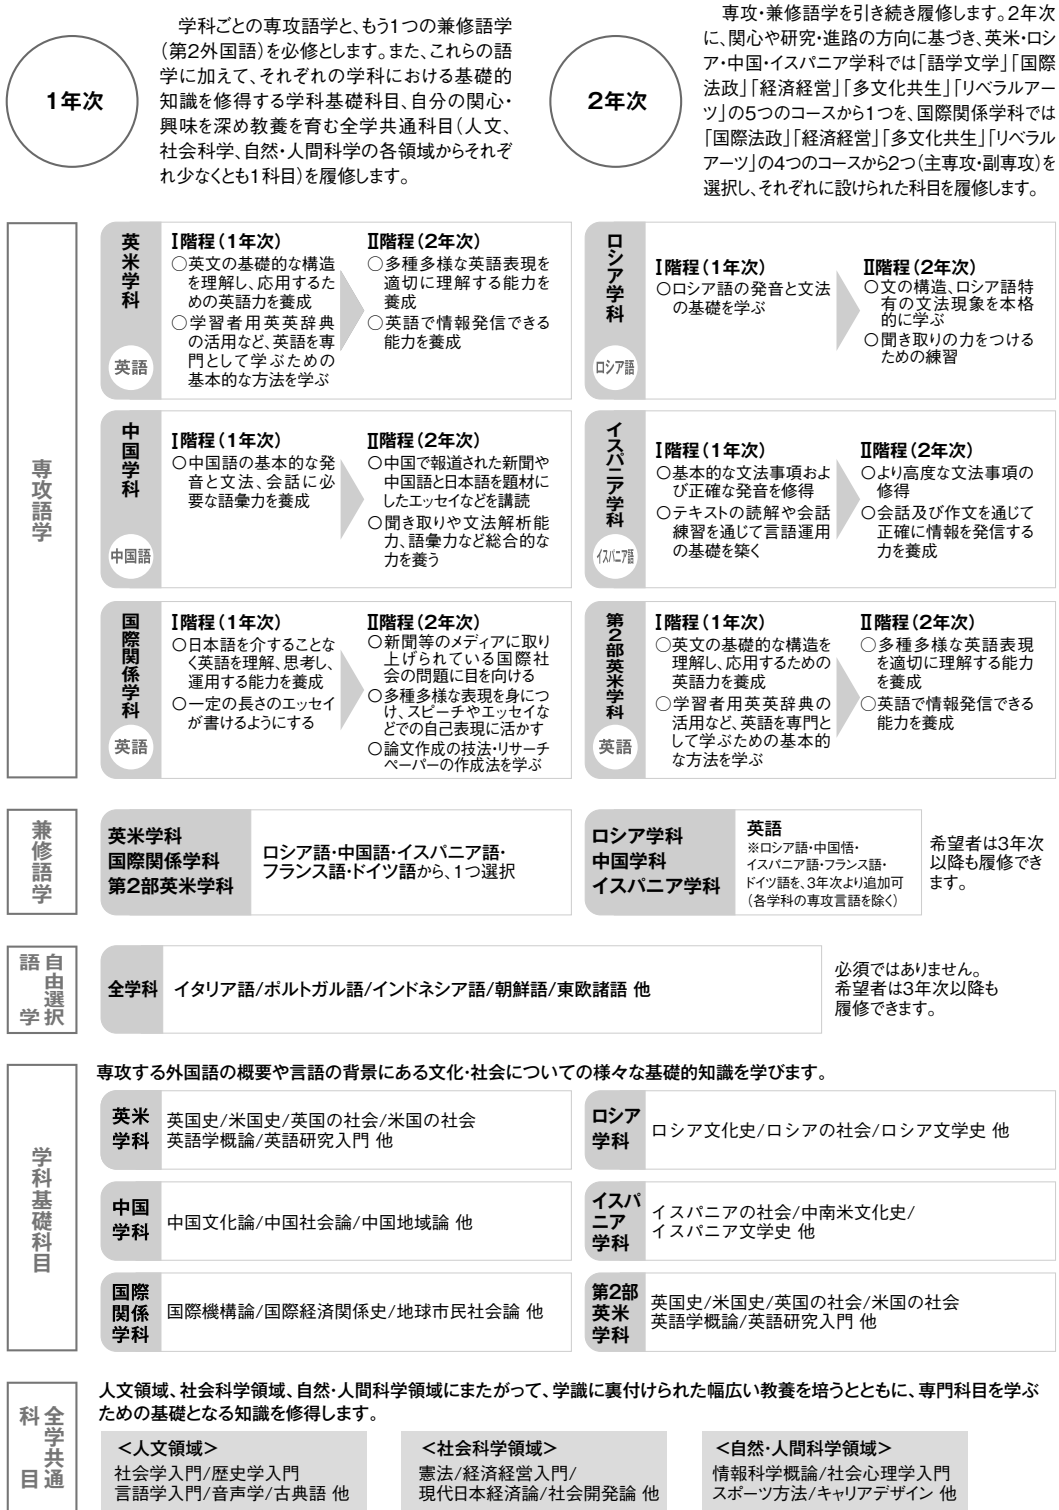 1年次
学科ごとの専攻語学と、もう1つの兼修語学
(第2外国語)を必修とします。また、これらの語
学に加えて、それぞれの学科における基礎的
知識を修得する学科基礎科目、自分の関心・
興味を深め教養を育む全学共通科目(人文、
社会科学、自然・人間科学の各領域からそれぞ
れ少なくとも1科目)を履修します。
2年次
専攻・兼修語学を引き続き履修します。2年次
に、関心や研究・進路の方向に基づき、英米・ロシ
ア・中国・イスパニア学科では「語学文学」「国際
法政」「経済経営」「多文化共生」「リベラルアー
ツ」の5つのコースから1つを、国際関係学科では
「国際法政」「経済経営」「多文化共生」「リベラル
アーツ」の4つのコースから2つ(主専攻・副専攻)を
選択し、それぞれに設けられた科目を履修します。
専攻語学
英米学科
英語
Ⅰ階程(1年次)
○英文の基礎的な構造
を理解し、応用するた
めの英語力を養成
○学習者用英英辞典
の活用など、英語を専
門として学ぶための
基本的な方法を学ぶ
Ⅱ階程(2年次)
○多種多様な英語表現を
適切に理解する能力を
養成
○英語で情報発信できる
能力を養成
ロシア学科
ロシア語
Ⅰ階程(1年次)
○ロシア語の発音と文法
の基礎を学ぶ
Ⅱ階程(2年次)
○文の構造、ロシア語特
有の文法現象を本格
的に学ぶ
○聞き取りの力をつける
ための練習
中国学科
中国語
Ⅰ階程(1年次)
○中国語の基本的な発
音と文法、会話に必
要な語彙力を養成
Ⅱ階程(2年次)
○中国で報道された新聞や
中国語と日本語を題材に
したエッセイなどを講読
○聞き取りや文法解析能
力、語彙力など総合的な
力を養う
イスパニア学科
イスパニア語
Ⅰ階程(1年次)
○基本的な文法事項およ
び正確な発音を修得
○テキストの読解や会話
練習を通じて言語運用
の基礎を築く
Ⅱ階程(2年次)
○より高度な文法事項の
修得
○会話及び作文を通じて
正確に情報を発信する
力を養成
国際関係学科
英語
Ⅰ階程(1年次)
○日本語を介することな
く英語を理解、思考し、
運用する能力を養成
○一定の長さのエッセイ
が書けるようにする
Ⅱ階程(2年次)
○新聞等のメディアに取り
上げられている国際社
会の問題に目を向ける
○多種多様な表現を身につ
け、スピーチやエッセイな
どでの自己表現に活かす
○論文作成の技法・リサーチ
ペーパーの作成法を学ぶ
第2部英米学科
英語
Ⅰ階程(1年次)
○英文の基礎的な構造を
理解し、応用するための
英語力を養成
○学習者用英英辞典の
活用など、英語を専門と
して学ぶための基本的
な方法を学ぶ
Ⅱ階程(2年次)
○多種多様な英語表現
を適切に理解する能力
を養成
○英語で情報発信できる
能力を養成
兼修語学
英米学科
国際関係学科
第2部英米学科
ロシア語・中国語・イスパニア語・
フランス語・ドイツ語から、1つ選択
ロシア学科
中国学科
イスパニア学科
英語
※ロシア語・中国悟・
イスパニア語・フランス語・
ドイツ語を、3年次より追加可
(各学科の専攻言語を除く)
希望者は3年次
以降も履修でき
ます。
自由選択
語学
全学科
イタリア語/ポルトガル語/インドネシア語/朝鮮語/東欧諸語 他
必須ではありません。
希望者は3年次以降も
履修できます。
学科基礎科目
専攻する外国語の概要や言語の背景にある文化・社会についての様々な基礎的知識を学びます。
英米
学科
英国史/米国史/英国の社会/米国の社会
英語学概論/英語研究入門 他
ロシア
学科
ロシア文化史/ロシアの社会/ロシア文学史 他
中国
学科
中国文化論/中国社会論/中国地域論 他
イスパ
ニア
学科
イスパニアの社会/中南米文化史/
イスパニア文学史 他
国際
関係
学科
国際機構論/国際経済関係史/地球市民社会論 他
第2部
英米
学科
英国史/米国史/英国の社会/米国の社会
英語学概論/英語研究入門 他
全学共通
科目
人文領域、社会科学領域、自然・人間科学領域にまたがって、学識に裏付けられた幅広い教養を培うとともに、専門科目を学ぶ
ための基礎となる知識を修得します。
<人文領域>
社会学入門/歴史学入門
言語学入門/音声学/古典語 他
<社会科学領域>
憲法/経済経営入門/
現代日本経済論/社会開発論 他
<自然・人間科学領域>
情報科学概論/社会心理学入門
スポーツ方法/キャリアデザイン 他